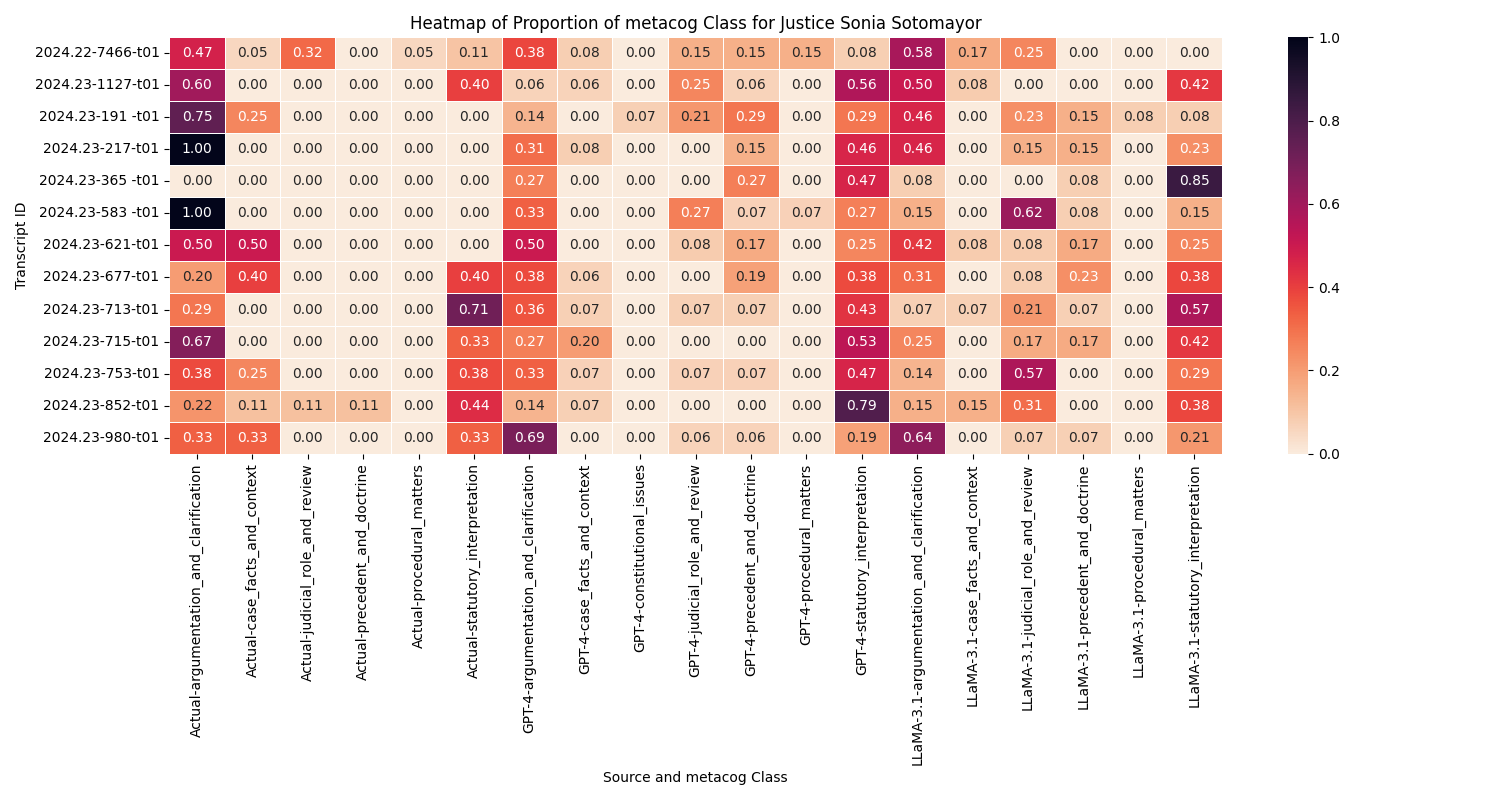 Heatmap of Proportion of metacog Class for Justice Sonia Sotomayor
2024.22-7466-t01 0.47 0.05 0.32 0.00 0.05 0.11 0.38 0.08 0.00 0.15 0.15 0.15 0.08 0.58 0.17 0.25 0.00 0.00 0.00
2024.23-1127-t01 0.60 0.00 0.00 0.00 0.00 0.40 0.06 0.06 0.00 0.25 0.06 0.00 0.56 0.50 0.08 0.00 0.00 0.00 0.42
2024.23-191 -t01 0.75 0.25 0.00 0.00 0.00 0.00 0.14 0.00 0.07 0.21 0.29 0.00 0.29 0.46 0.00 0.23 0.15 0.08 0.08
2024.23-217-t01 1.00 0.00 0.00 0.00 0.00 0.00 0.31 0.08 0.00 0.00 0.15 0.00 0.46 0.46 0.00 0.15 0.15 0.00 0.23
2024.23-365 -t01 0.00 0.00 0.00 0.00 0.00 0.00 0.27 0.00 0.00 0.00 0.27 0.00 0.47 0.08 0.00 0.00 0.08 0.00 0.85
2024.23-583 -t01 1.00 0.00 0.00 0.00 0.00 0.00 0.33 0.00 0.00 0.27 0.07 0.07 0.27 0.15 0.00 0.62 0.08 0.00 0.15
2024.23-621-t01 0.50 0.50 0.00 0.00 0.00 0.00 0.50 0.00 0.00 0.08 0.17 0.00 0.25 0.42 0.08 0.08 0.17 0.00 0.25
2024.23-677-t01 0.20 0.40 0.00 0.00 0.00 0.40 0.38 0.06 0.00 0.00 0.19 0.00 0.38 0.31 0.00 0.08 0.23 0.00 0.38
2024.23-713-t01 0.29 0.00 0.00 0.00 0.00 0.71 0.36 0.07 0.00 0.07 0.07 0.00 0.43 0.07 0.07 0.21 0.07 0.00 0.57
2024.23-715-t01 0.67 0.00 0.00 0.00 0.00 0.33 0.27 0.20 0.00 0.00 0.00 0.00 0.53 0.25 0.00 0.17 0.17 0.00 0.42
2024.23-753-t01 0.38 0.25 0.00 0.00 0.00 0.38 0.33 0.07 0.00 0.07 0.07 0.00 0.47 0.14 0.00 0.57 0.00 0.00 0.29
2024.23-852-t01 0.22 0.11 0.11 0.11 0.00 0.44 0.14 0.07 0.00 0.00 0.00 0.00 0.79 0.15 0.15 0.31 0.00 0.00 0.38
2024.23-980-t01 0.33 0.33 0.00 0.00 0.00 0.33 0.69 0.00 0.00 0.06 0.06 0.00 0.19 0.64 0.00 0.07 0.07 0.00 0.21
Transcript ID
Actual-argumentation_and_clarification
Actual-case_facts_and_context
Actual-judicial_role_and_review
Actual-precedent_and_doctrine
Actual-procedural_matters
Actual-statutory_interpretation
GPT-4-argumentation_and_clarification
GPT-4-case_facts_and_context
GPT-4-constitutional_issues
GPT-4-judicial_role_and_review
GPT-4-precedent_and_doctrine
GPT-4-procedural_matters
GPT-4-statutory_interpretation
LLaMA-3.1-argumentation_and_clarification
LLaMA-3.1-case_facts_and_context
LLaMA-3.1-judicial_role_and_review
LLaMA-3.1-precedent_and_doctrine
LLaMA-3.1-procedural_matters
LLaMA-3.1-statutory_interpretation
Source and metacog Class
1.0
0.8
0.6
0.4
0.2
0.0